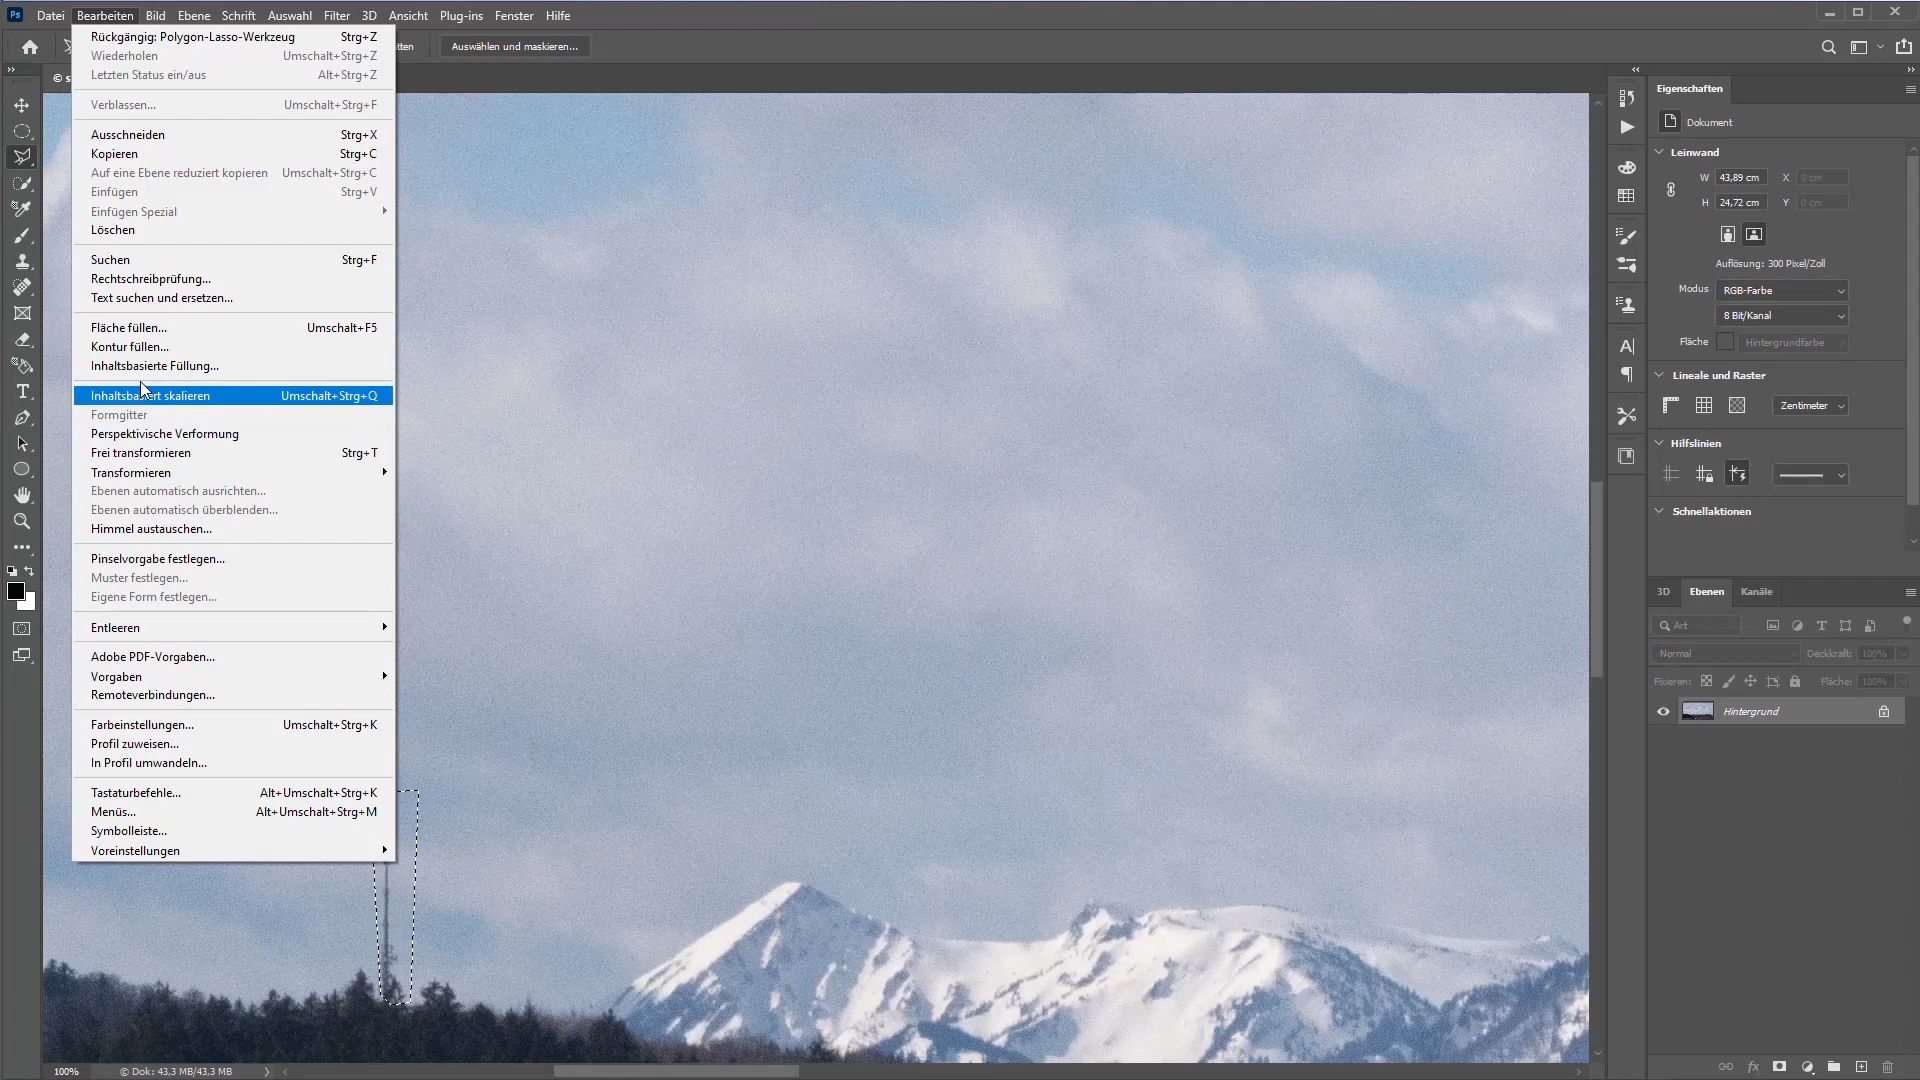 Ps Datei Bearbeiten Bild Ebene Schrift Auswahl Filter 3D Ansicht Plug-ins Fenster Hilfe
Auswählen und maskieren...
Rückgängig: Polygon-Lasso-Werkzeug Strg+Z
Wiederholen Umschalt+Strg+Z
Letzten Status ein/aus Alt+Strg+Z
Verblassen... Umschalt+Strg+F
Ausschneiden Strg+X
Kopieren Strg+C
Auf eine Ebene reduziert kopieren Umschalt+Strg+C
Einfügen Strg+V
Einfügen Spezial
Löschen
Suchen Strg+F
Rechtschreibprüfung...
Text suchen und ersetzen...
Fläche füllen... Umschalt+F5
Kontur füllen...
Inhaltsbasierte Füllung...
Inhaltsbasiert skalieren Umschalt+Strg+Q
Formgitter
Perspektivische Verformung
Frei transformieren Strg+T
Transformieren
Ebenen automatisch ausrichten...
Ebenen automatisch überblenden...
Himmel austauschen...
Pinselvorgabe festlegen...
Muster festlegen...
Eigene Form festlegen...
Entleeren
Adobe PDF-Vorgaben...
Vorgaben
Remoteverbindungen...
Farbeinstellungen... Umschalt+Strg+K
Profil zuweisen...
In Profil umwandeln...
Tastaturbefehle... Alt+Umschalt+Strg+K
Menüs... Alt+Umschalt+Strg+M
Symbolleiste...
Voreinstellungen
100% © Dok: 43,3 MB/43,3 MB
Eigenschaften
Dokument
Leinwand
W 43,89 cm X 0 cm
H 24,72 cm Y 0 cm
Auflösung: 300 Pixel/Zoll
Modus RGB-Farbe
8 Bit/Kanal
Fläche Hintergrundfarbe
Lineale und Raster
Zentimeter
Hilfslinien
Schnellaktionen
3D Ebenen Kanäle
Art
Normal Deckkraft: 100%
Fixieren: Fläche: 100%
Hintergrund
fx